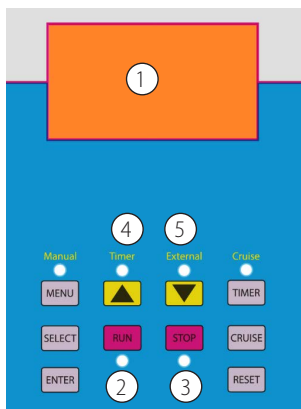 1
4 5
Manual Timer External Cruise
MENU TIMER
SELECT RUN STOP CRUISE
ENTER 2 3 RESET